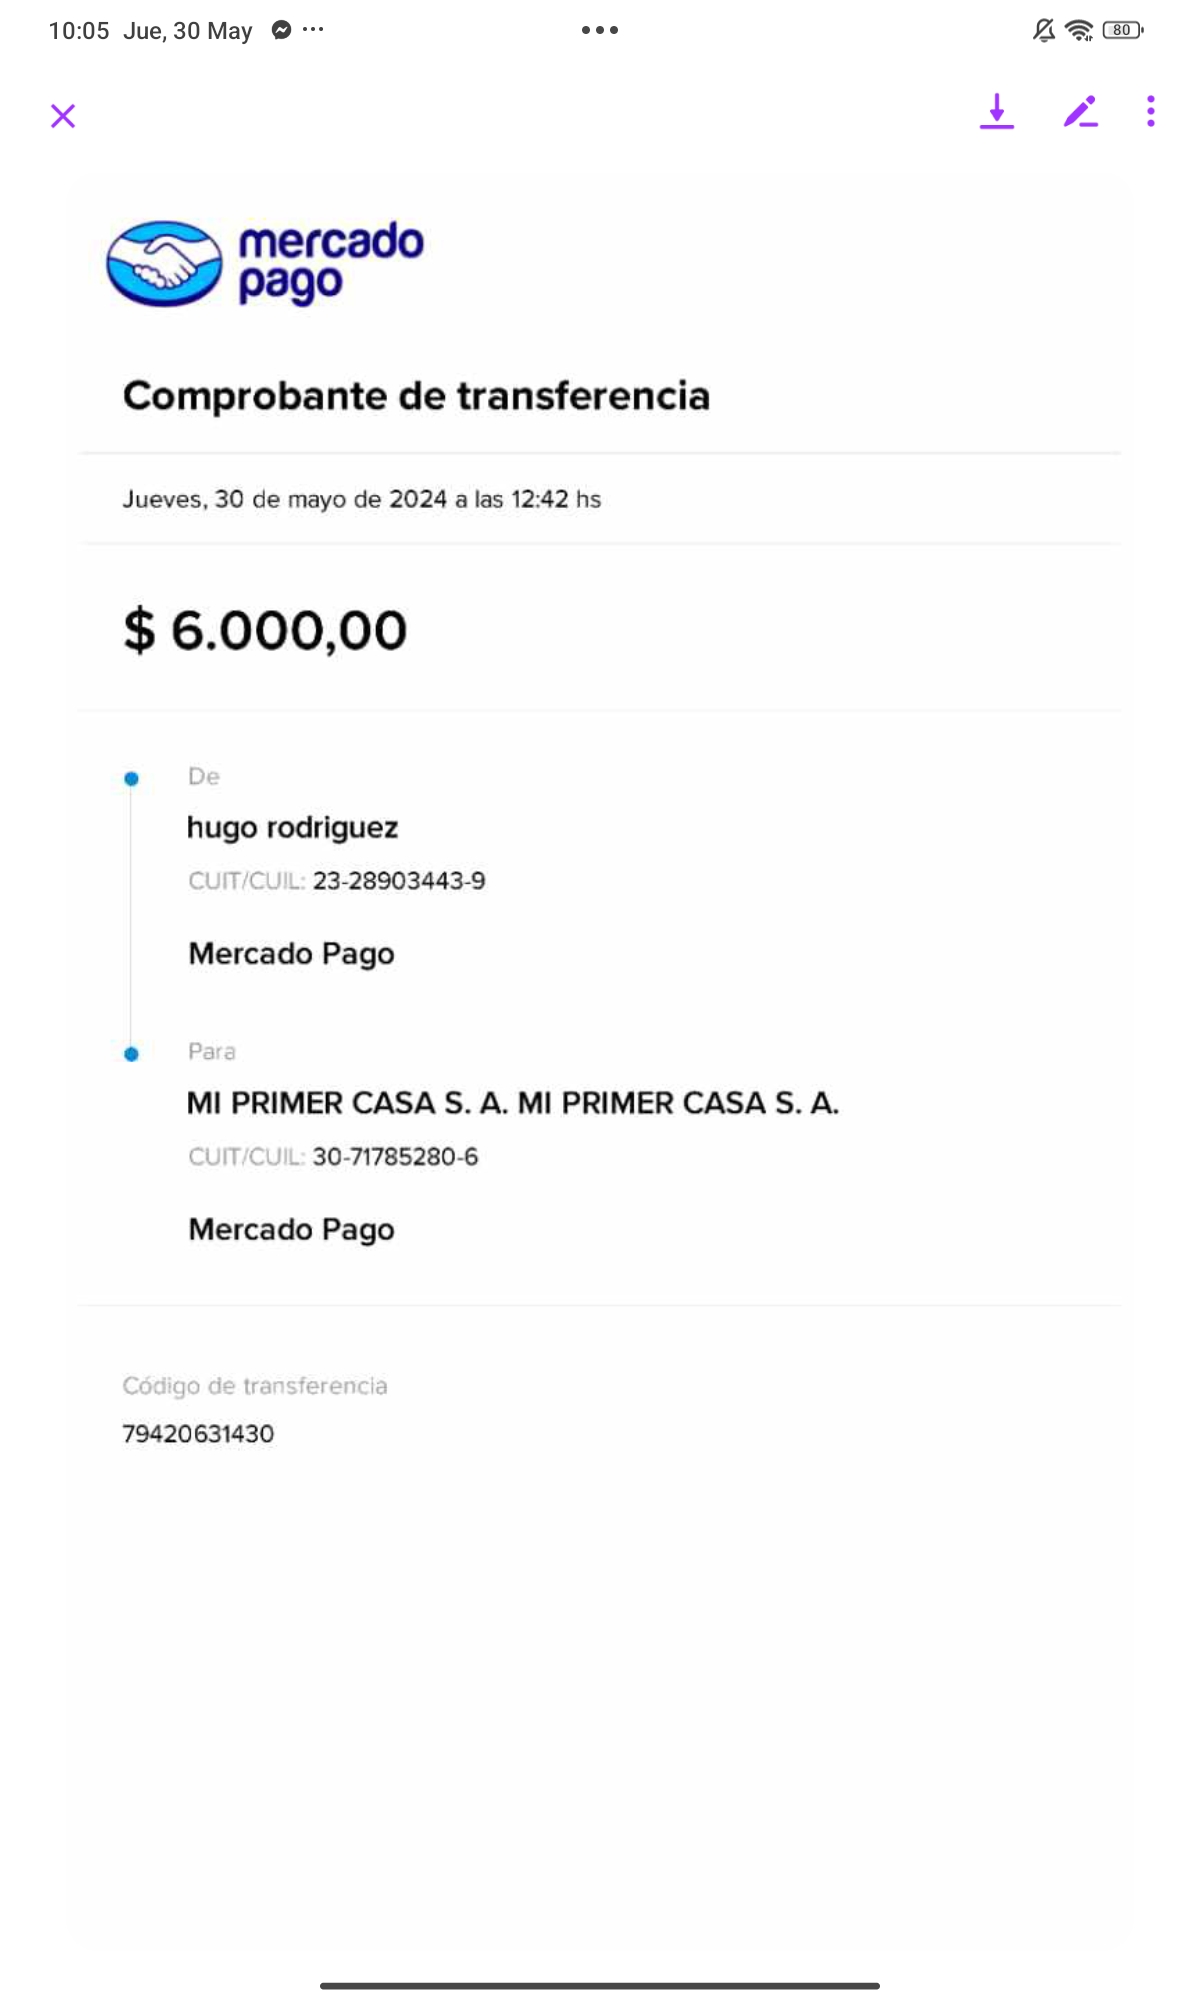 10:05 Jue, 30 May
80
mercado
pago
Comprobante de transferencia
Jueves, 30 de mayo de 2024 a las 12:42 hs
$ 6.000,00
De
hugo rodriguez
CUIT/CUIL: 23-28903443-9
Mercado Pago
Para
MI PRIMER CASA S. A. MI PRIMER CASA S. A.
CUIT/CUIL: 30-71785280-6
Mercado Pago
Código de transferencia
79420631430